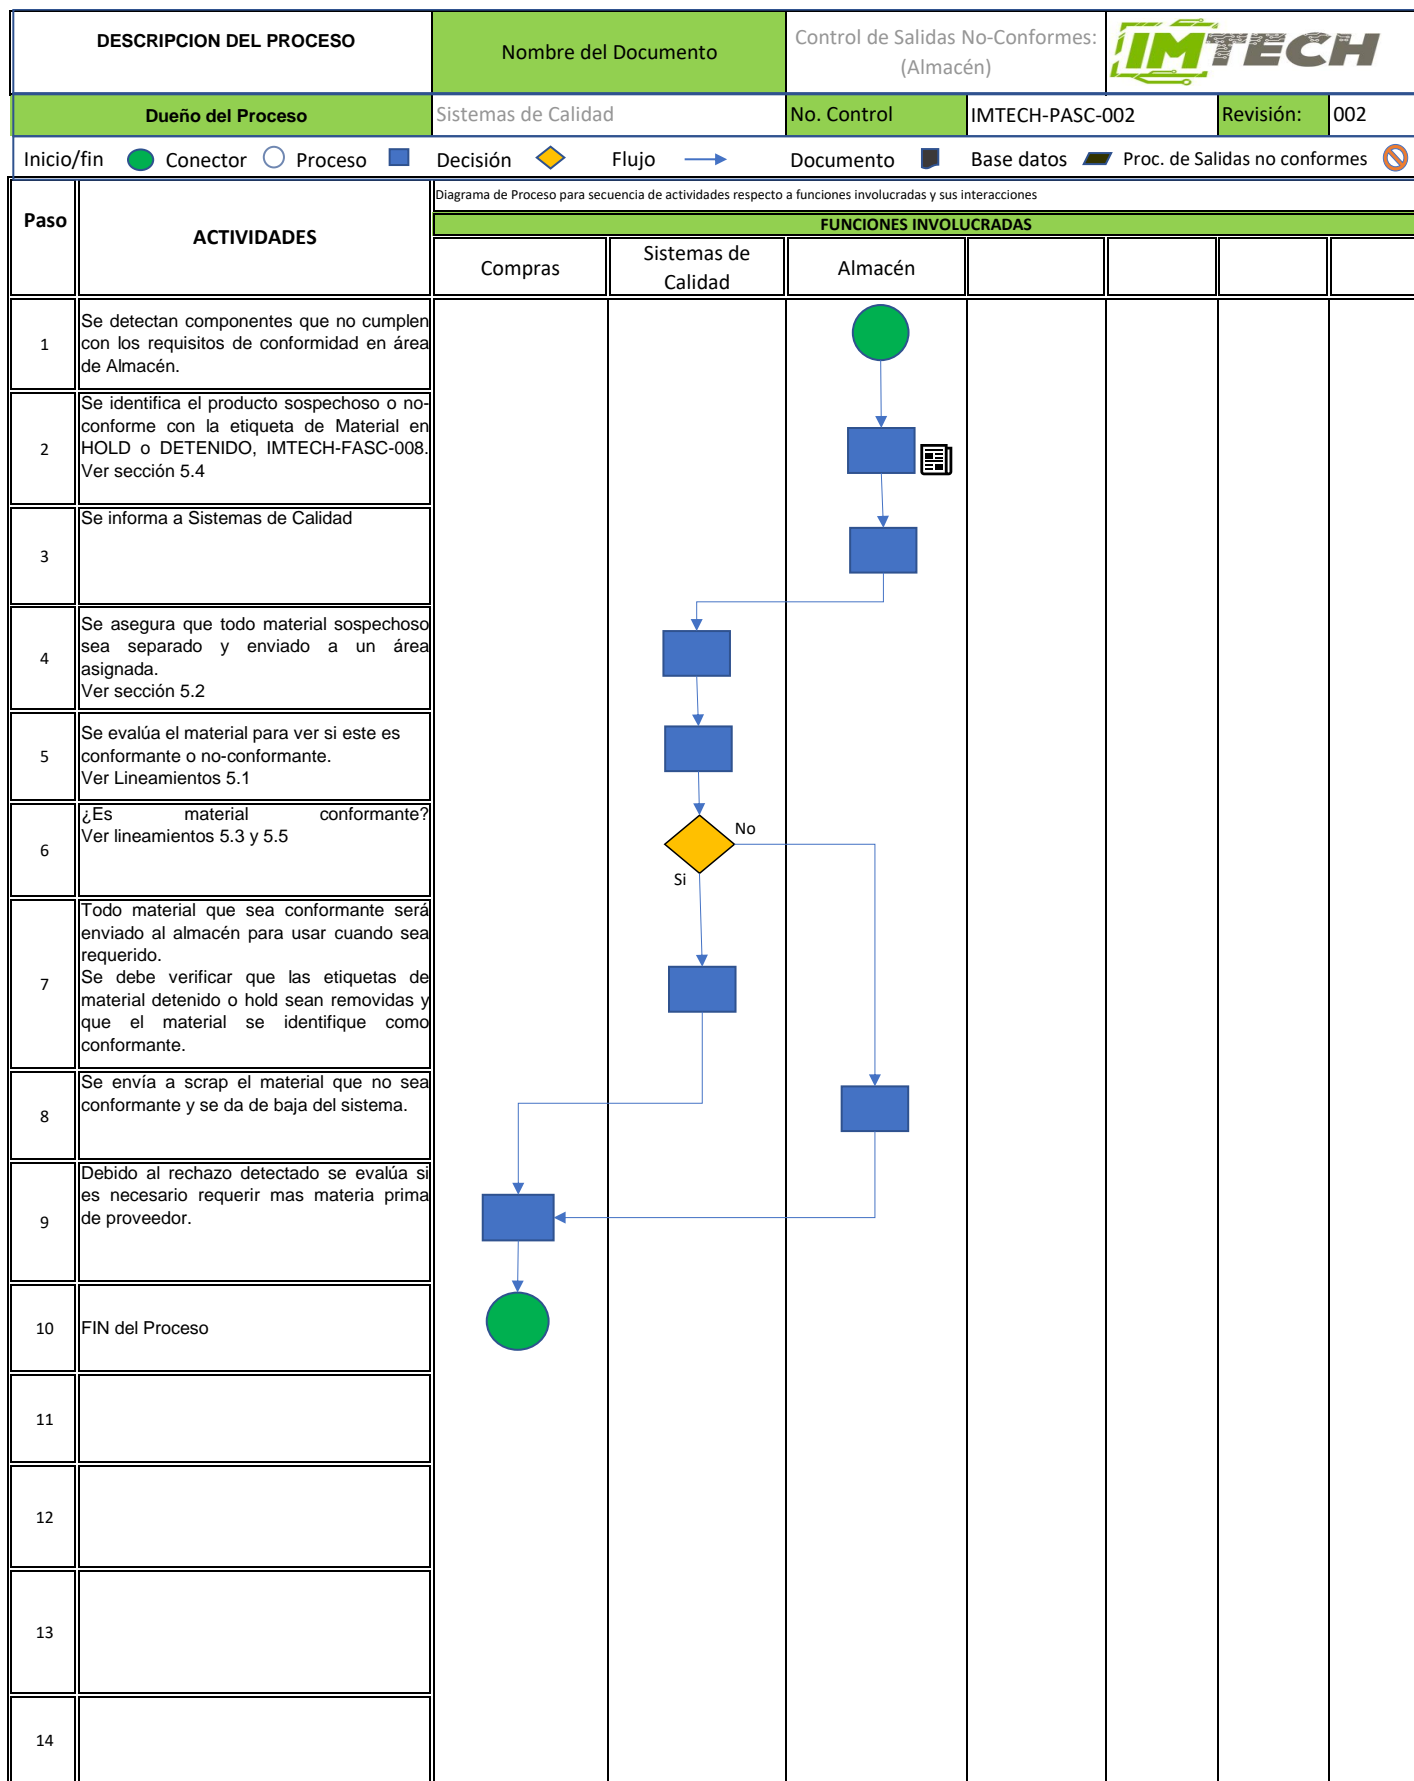 DESCRIPCION DEL PROCESO
Nombre del Documento
Control de Salidas No-Conformes:
(Almacén)
IMTECH
Dueño del Proceso
Sistemas de Calidad
No. Control
IMTECH-PASC-002
Revisión:
002
Inicio/fin
Conector
Proceso
Decisión
Flujo
Documento
Base datos
Proc. de Salidas no conformes
Paso
ACTIVIDADES
Diagrama de Proceso para secuencia de actividades respecto a funciones involucradas y sus interacciones
FUNCIONES INVOLUCRADAS
Compras
Sistemas de
Calidad
Almacén
1
Se detectan componentes que no cumplen
con los requisitos de conformidad en área
de Almacén.
2
Se identifica el producto sospechoso o no-
conforme con la etiqueta de Material en
HOLD o DETENIDO, IMTECH-FASC-008.
Ver sección 5.4
3
Se informa a Sistemas de Calidad
4
Se asegura que todo material sospechoso
sea separado y enviado a un área
asignada.
Ver sección 5.2
5
Se evalúa el material para ver si este es
conformante o no-conformante.
Ver Lineamientos 5.1
6
¿Es material conformante?
Ver lineamientos 5.3 y 5.5
No
Si
7
Todo material que sea conformante será
enviado al almacén para usar cuando sea
requerido.
Se debe verificar que las etiquetas de
material detenido o hold sean removidas y
que el material se identifique como
conformante.
8
Se envía a scrap el material que no sea
conformante y se da de baja del sistema.
9
Debido al rechazo detectado se evalúa si
es necesario requerir mas materia prima
de proveedor.
10
FIN del Proceso
11
12
13
14